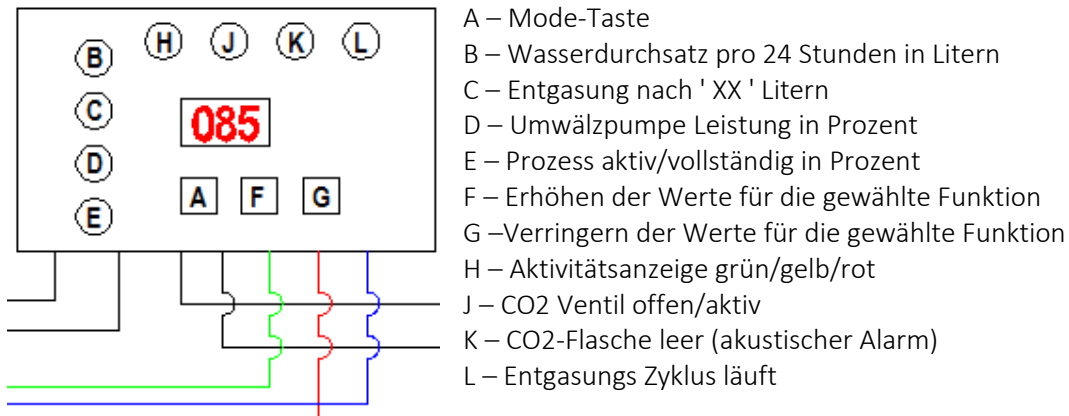 H J K L
B
C
085
D
A F G
E
A – Mode-Taste
B – Wasserdurchsatz pro 24 Stunden in Litern
C – Entgasung nach ' XX ' Litern
D – Umwälzpumpe Leistung in Prozent
E – Prozess aktiv/vollständig in Prozent
F – Erhöhen der Werte für die gewählte Funktion
G –Verringern der Werte für die gewählte Funktion
H – Aktivitätsanzeige grün/gelb/rot
J – CO2 Ventil offen/aktiv
K – CO2-Flasche leer (akustischer Alarm)
L – Entgasungs Zyklus läuft